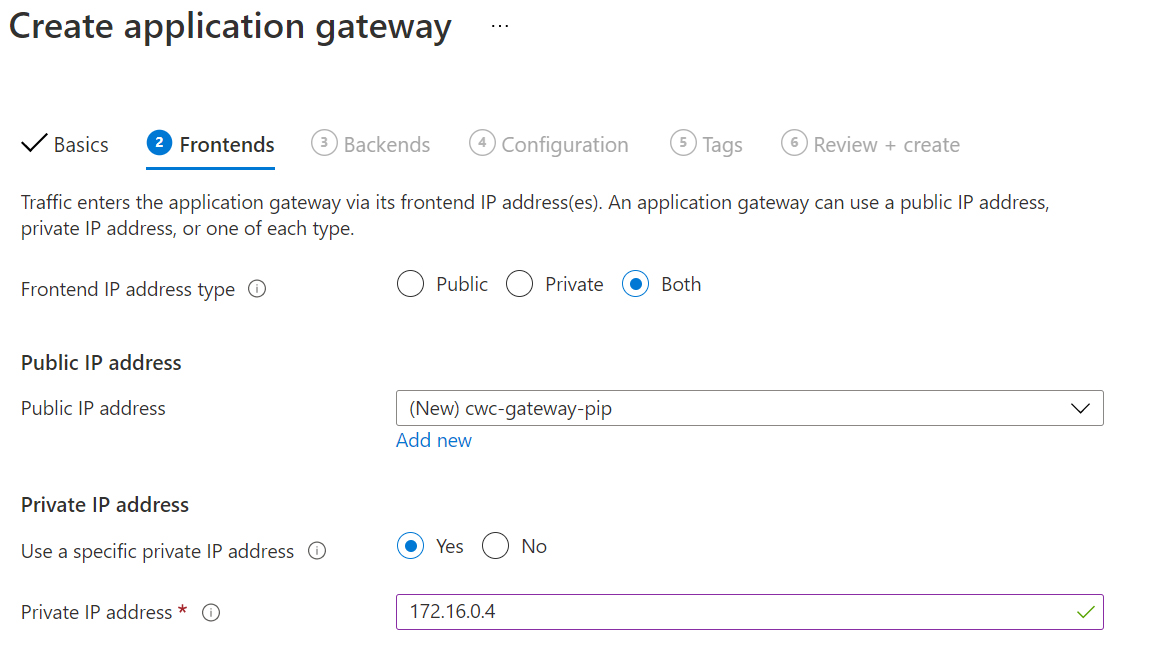 Create application gateway ...
Basics 2 Frontends 3 Backends 4 Configuration 5 Tags 6 Review + create
Traffic enters the application gateway via its frontend IP address(es). An application gateway can use a public IP address,
private IP address, or one of each type.
Frontend IP address type Public Private Both
Public IP address
Public IP address (New) cwc-gateway-pip
Add new
Private IP address
Use a specific private IP address Yes No
Private IP address * 172.16.0.4